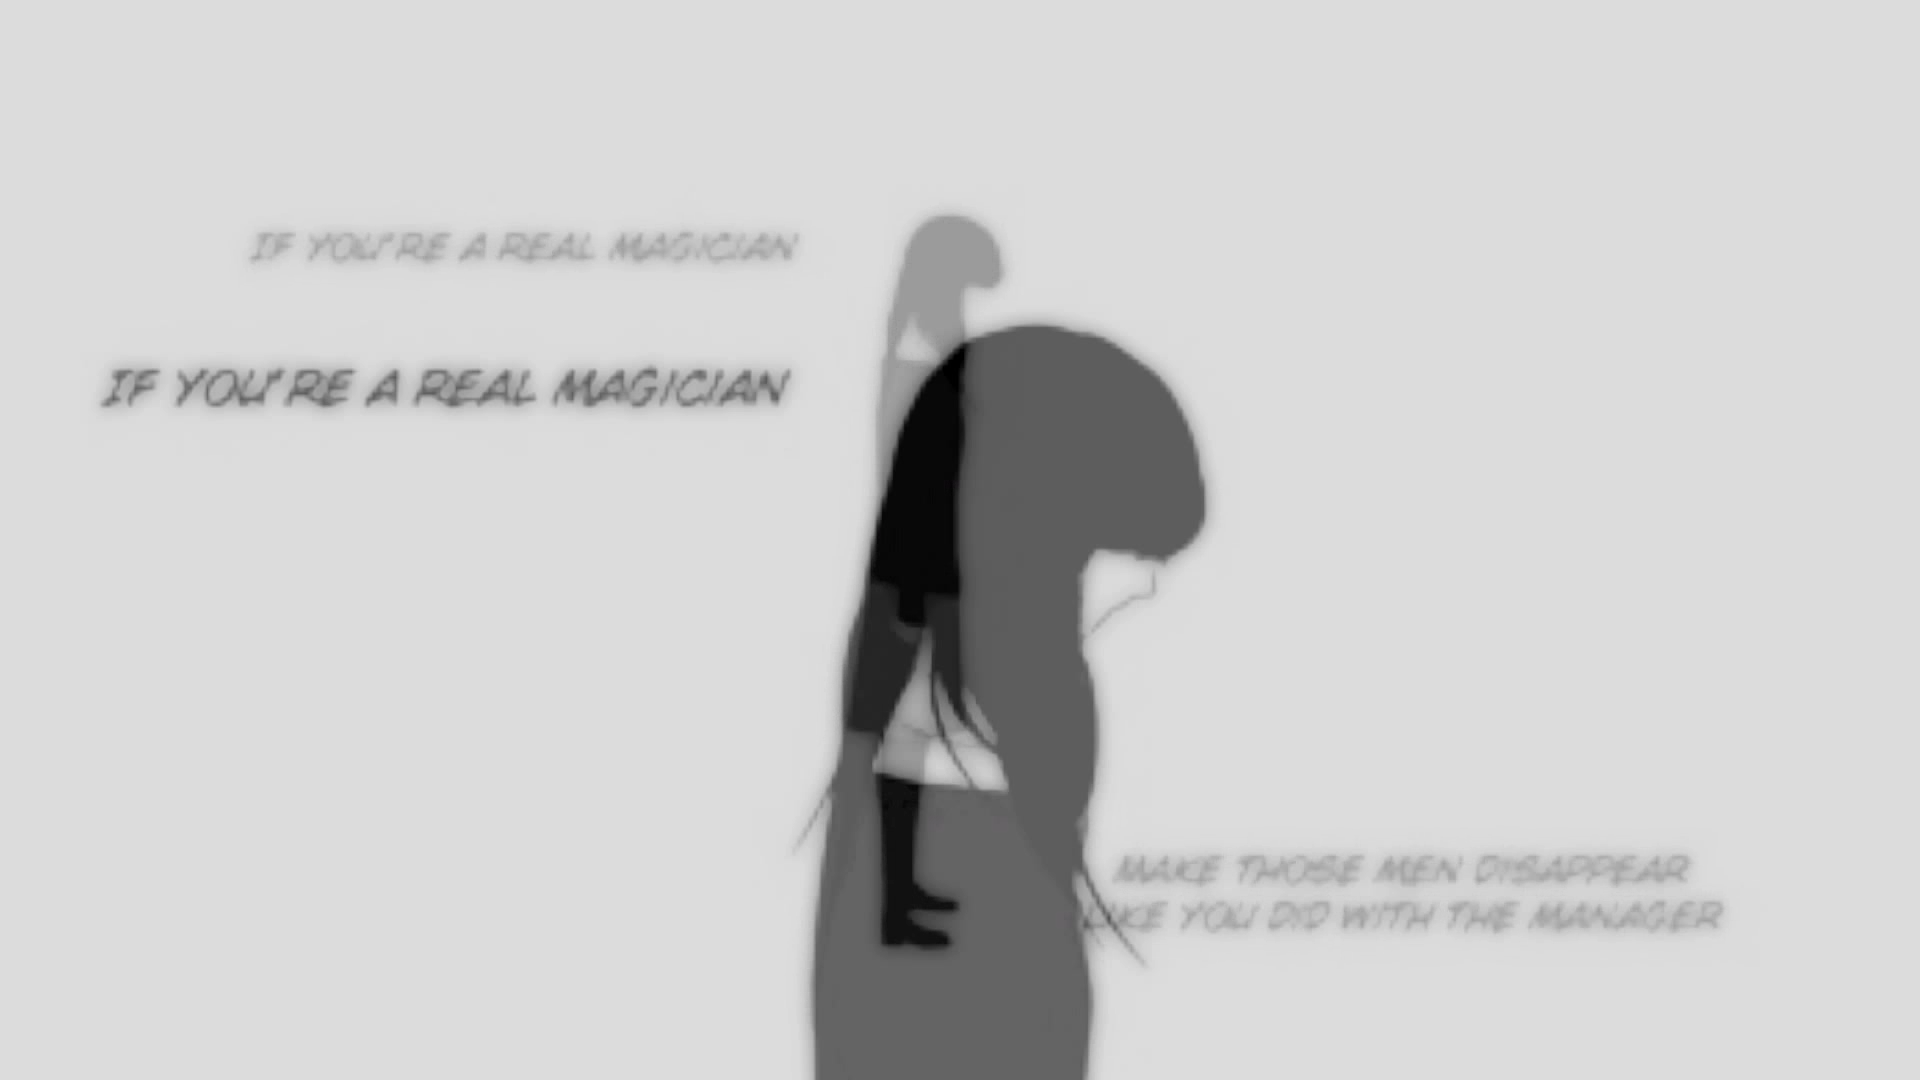 IF YOU'RE A REAL MAGICIAN
IF YOU'RE A REAL MAGICIAN
MAKE THOSE MEN DISAPPEAR
LIKE YOU DID WITH THE MANAGER